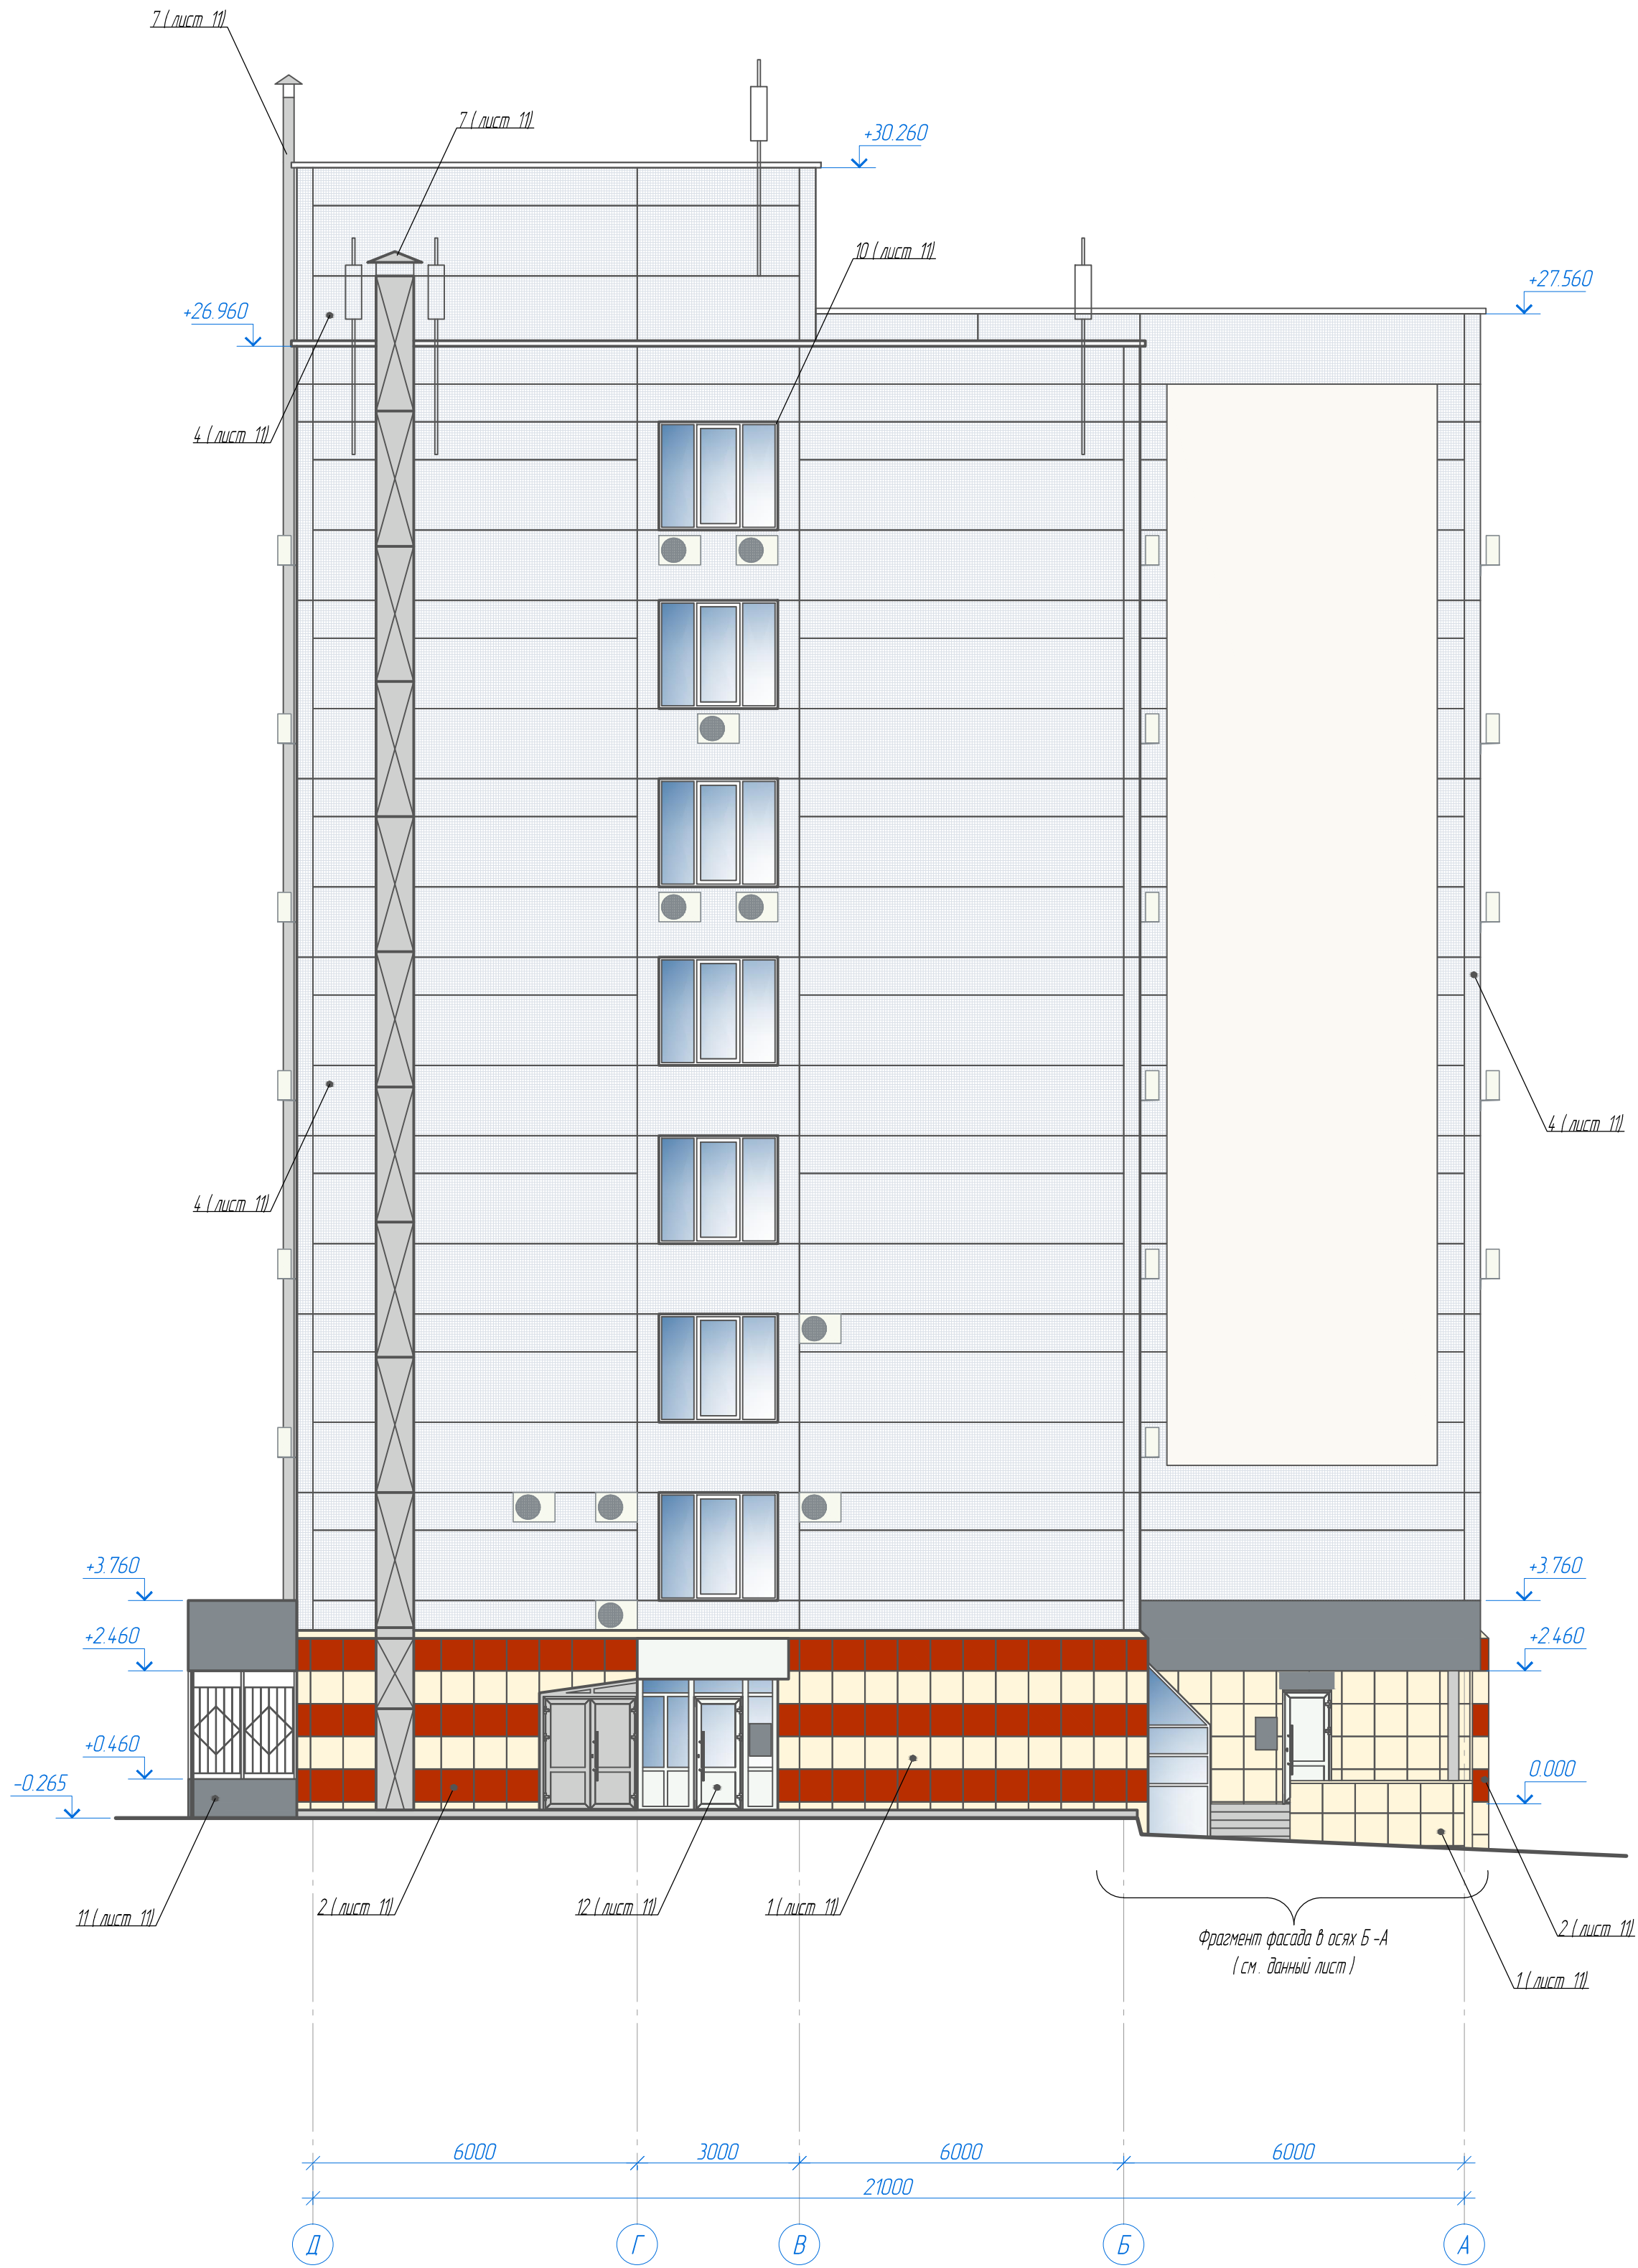 7 (лист 11)
7 (лист 11)
+30.260
10 (лист 11)
+27.560
+26.960
4 (лист 11)
4 (лист 11)
4 (лист 11)
+3.760
+3.760
+2.460
+2.460
+0.460
0.000
-0.265
11 (лист 11)
2 (лист 11)
12 (лист 11)
1 (лист 11)
2 (лист 11)
Фрагмент фасада в осях Б -А
(см. данный лист)
1 (лист 11)
6000
3000
6000
6000
21000
Д
Г
В
Б
А